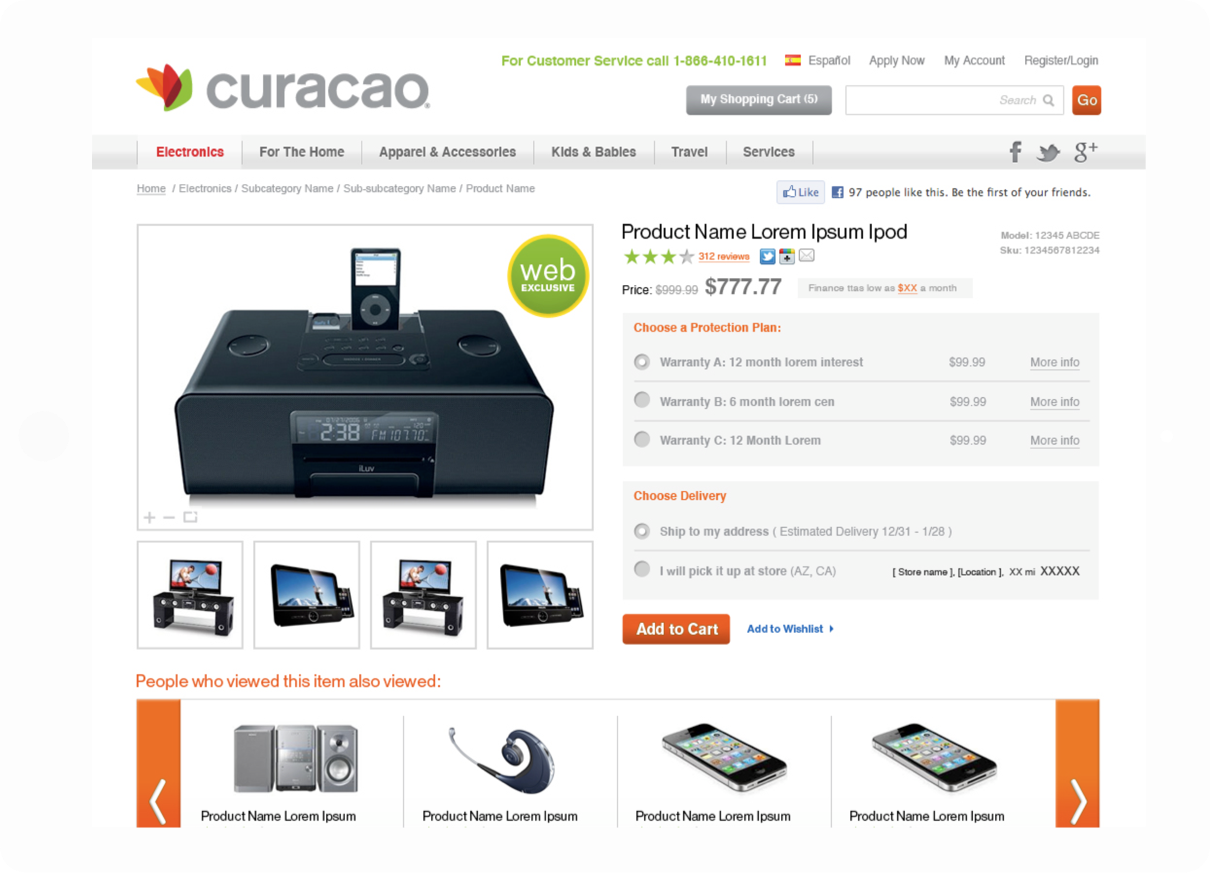 For Customer Service call 1-866-410-1611 Español Apply Now My Account Register/Login
curacao
My Shopping Cart (5) Search Go
Electronics For The Home Apparel & Accessories Kids & Babies Travel Services f g+
Home / Electronics / Subcategory Name / Sub-subcategory Name / Product Name
Like f 97 people like this. Be the first of your friends.
web
EXCLUSIVE
2:38 FM
iLuv
Product Name Lorem Ipsum Ipod
Model: 12345 ABCDE
Sku: 1234567812234
312 reviews
Price: $999.99 $777.77 Finance ttas low as $XX a month
Choose a Protection Plan:
Warranty A: 12 month lorem interest $99.99 More info
Warranty B: 6 month lorem cen $99.99 More info
Warranty C: 12 Month Lorem $99.99 More info
Choose Delivery
Ship to my address ( Estimated Delivery 12/31 - 1/28 )
I will pick it up at store (AZ, CA) [ Store name ], [Location ], XX mi XXXXX
Add to Cart Add to Wishlist
People who viewed this item also viewed:
Product Name Lorem Ipsum Product Name Lorem Ipsum Product Name Lorem Ipsum Product Name Lorem Ipsum